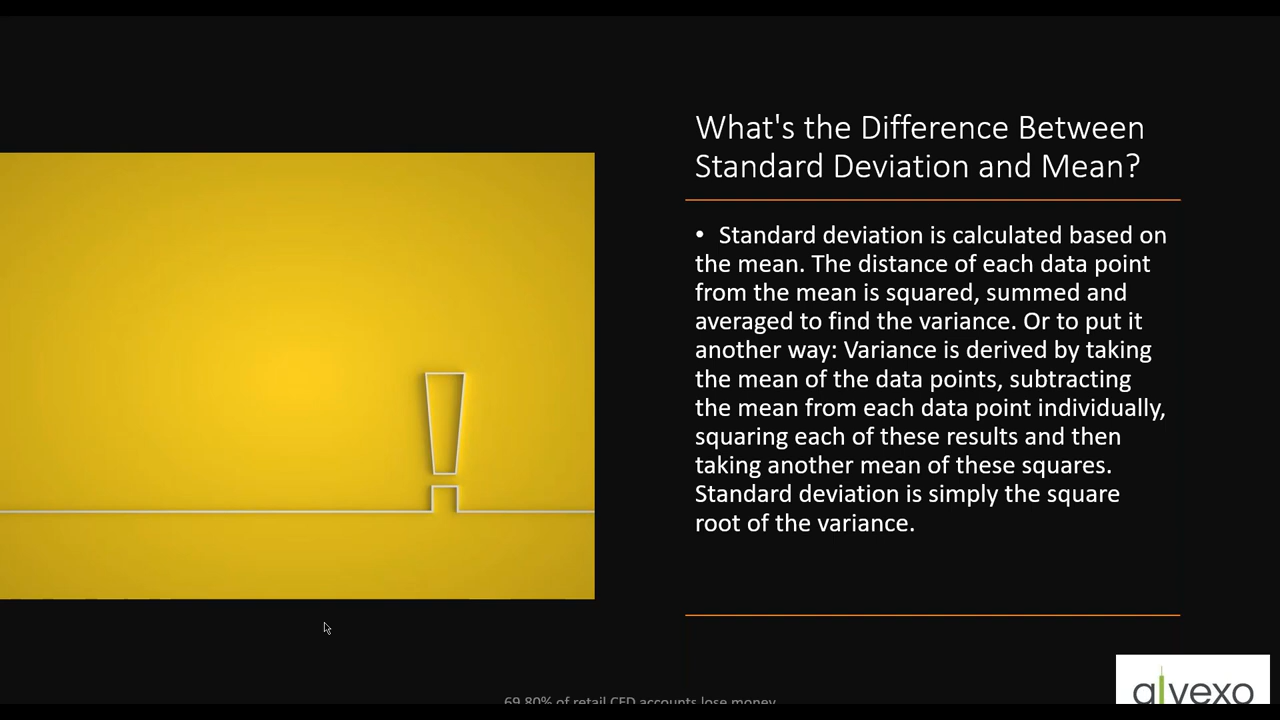 What's the Difference Between
Standard Deviation and Mean?
• Standard deviation is calculated based on
the mean. The distance of each data point
from the mean is squared, summed and
averaged to find the variance. Or to put it
another way: Variance is derived by taking
the mean of the data points, subtracting
the mean from each data point individually,
squaring each of these results and then
taking another mean of these squares.
Standard deviation is simply the square
root of the variance.
69.80% of retail CFD accounts lose money
alvexo